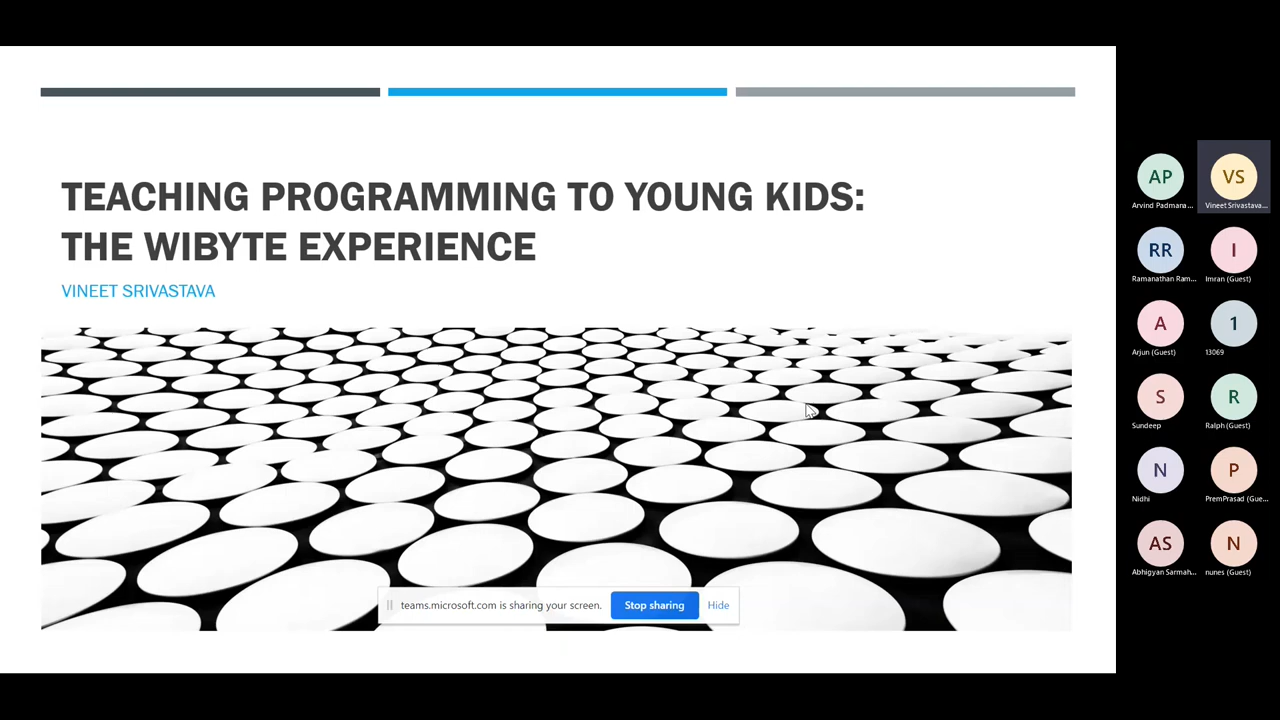 TEACHING PROGRAMMING TO YOUNG KIDS:
THE WIBYTE EXPERIENCE
VINEET SRIVASTAVA
teams.microsoft.com is sharing your screen. Stop sharing Hide
AP VS
Arvind Padmana... Vineet Srivastava...
RR I
Ramanathan Ram... Imran (Guest)
A 1
Arjun (Guest) 13069
S R
Sundeep Ralph (Guest)
N P
Nidhi PremPrasad (Gue...
AS N
Abhigyan Sarmah... nunes (Guest)